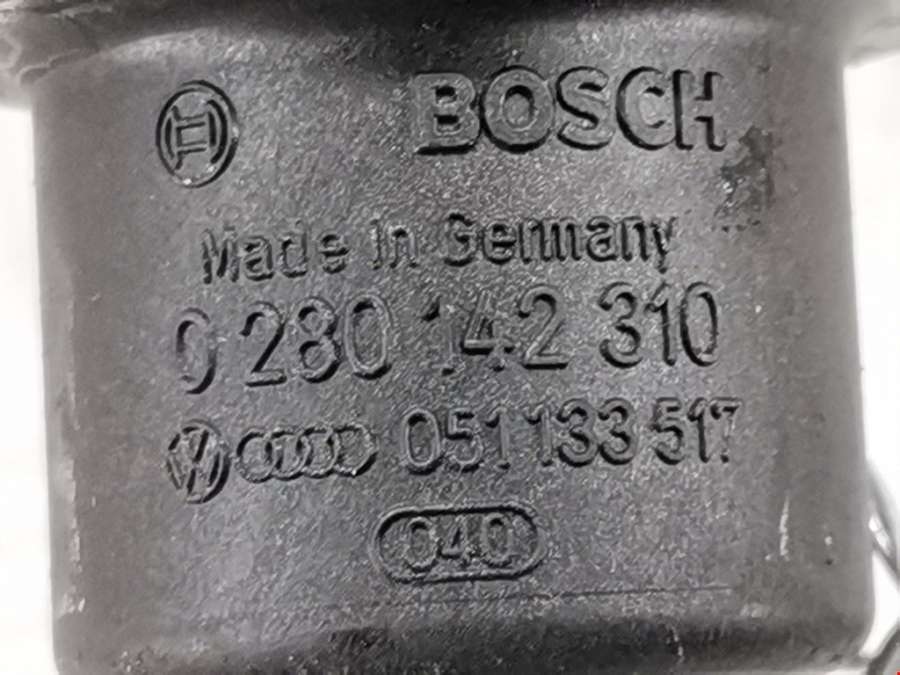 BOSCH
Made in Germany
0 280 142 310
051 133 517
040